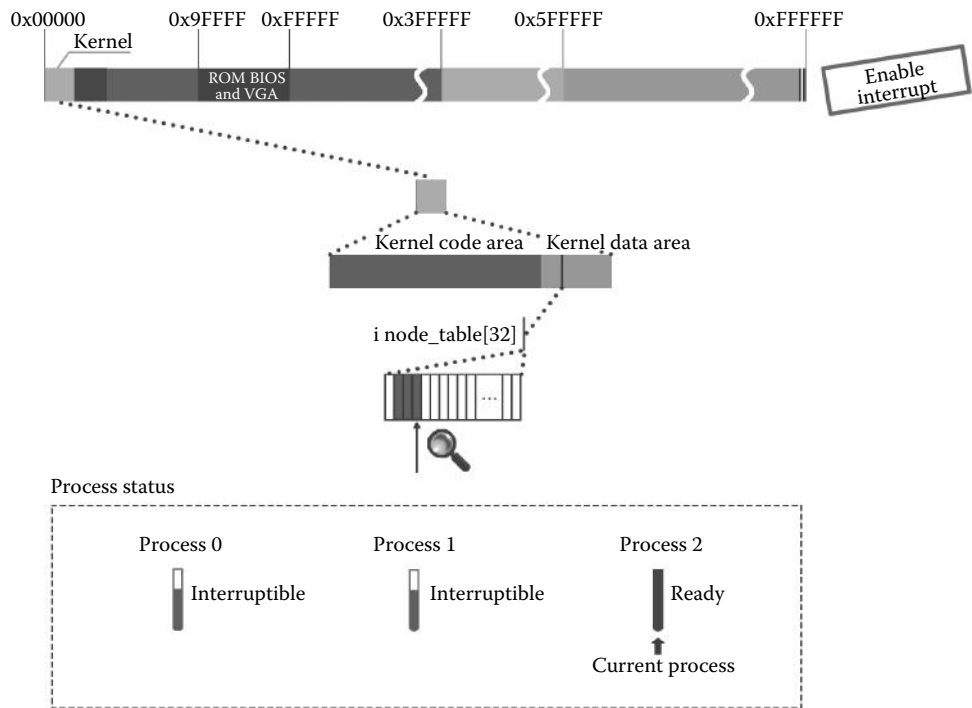 0x00000 0x9FFFF 0xFFFFF 0x3FFFFF 0x5FFFFF 0xFFFFFF
Kernel
ROM BIOS
and VGA
Enable
interrupt
Kernel code area Kernel data area
i node_table[32]
...
Process status
Process 0 Process 1 Process 2
Interruptible Interruptible Ready
Current process